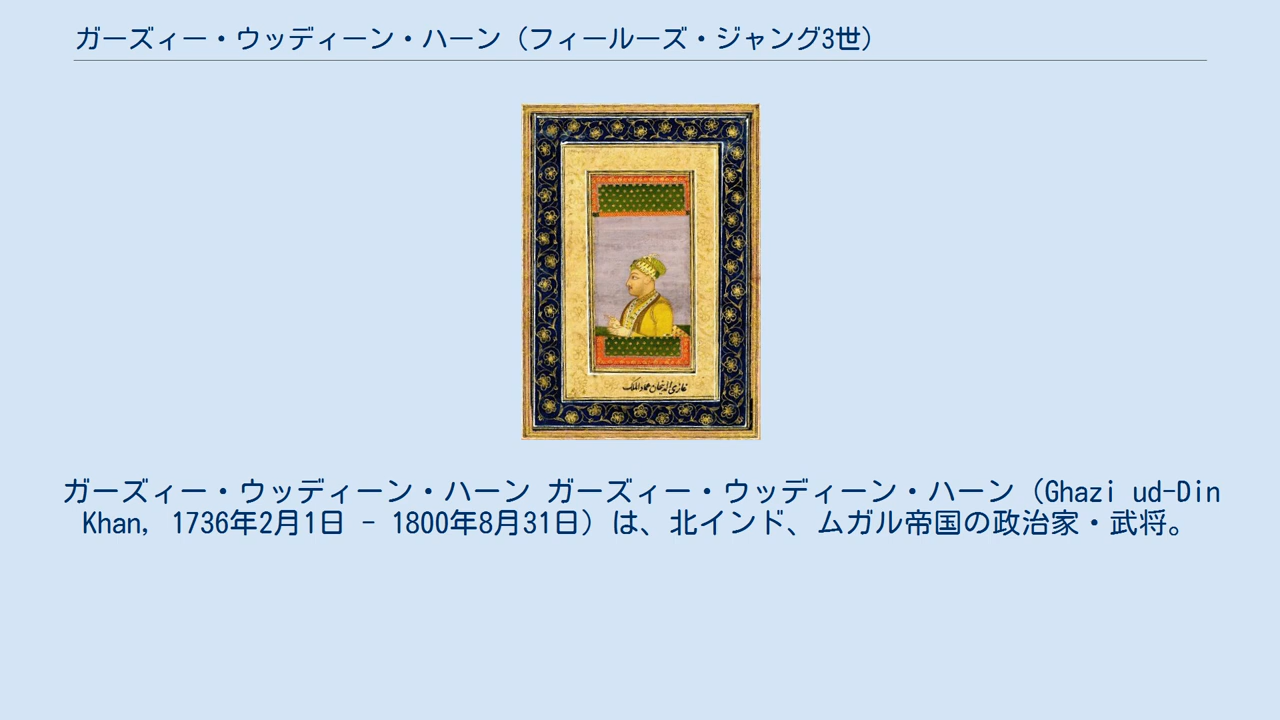 ガーズィー・ウッディーン・ハーン（フィールーズ・ジャング3世）
غازی الدینخان عماد الملک
ガーズィー・ウッディーン・ハーン ガーズィー・ウッディーン・ハーン（Ghazi ud-Din
Khan, 1736年2月1日 - 1800年8月31日）は、北インド、ムガル帝国の政治家・武将。